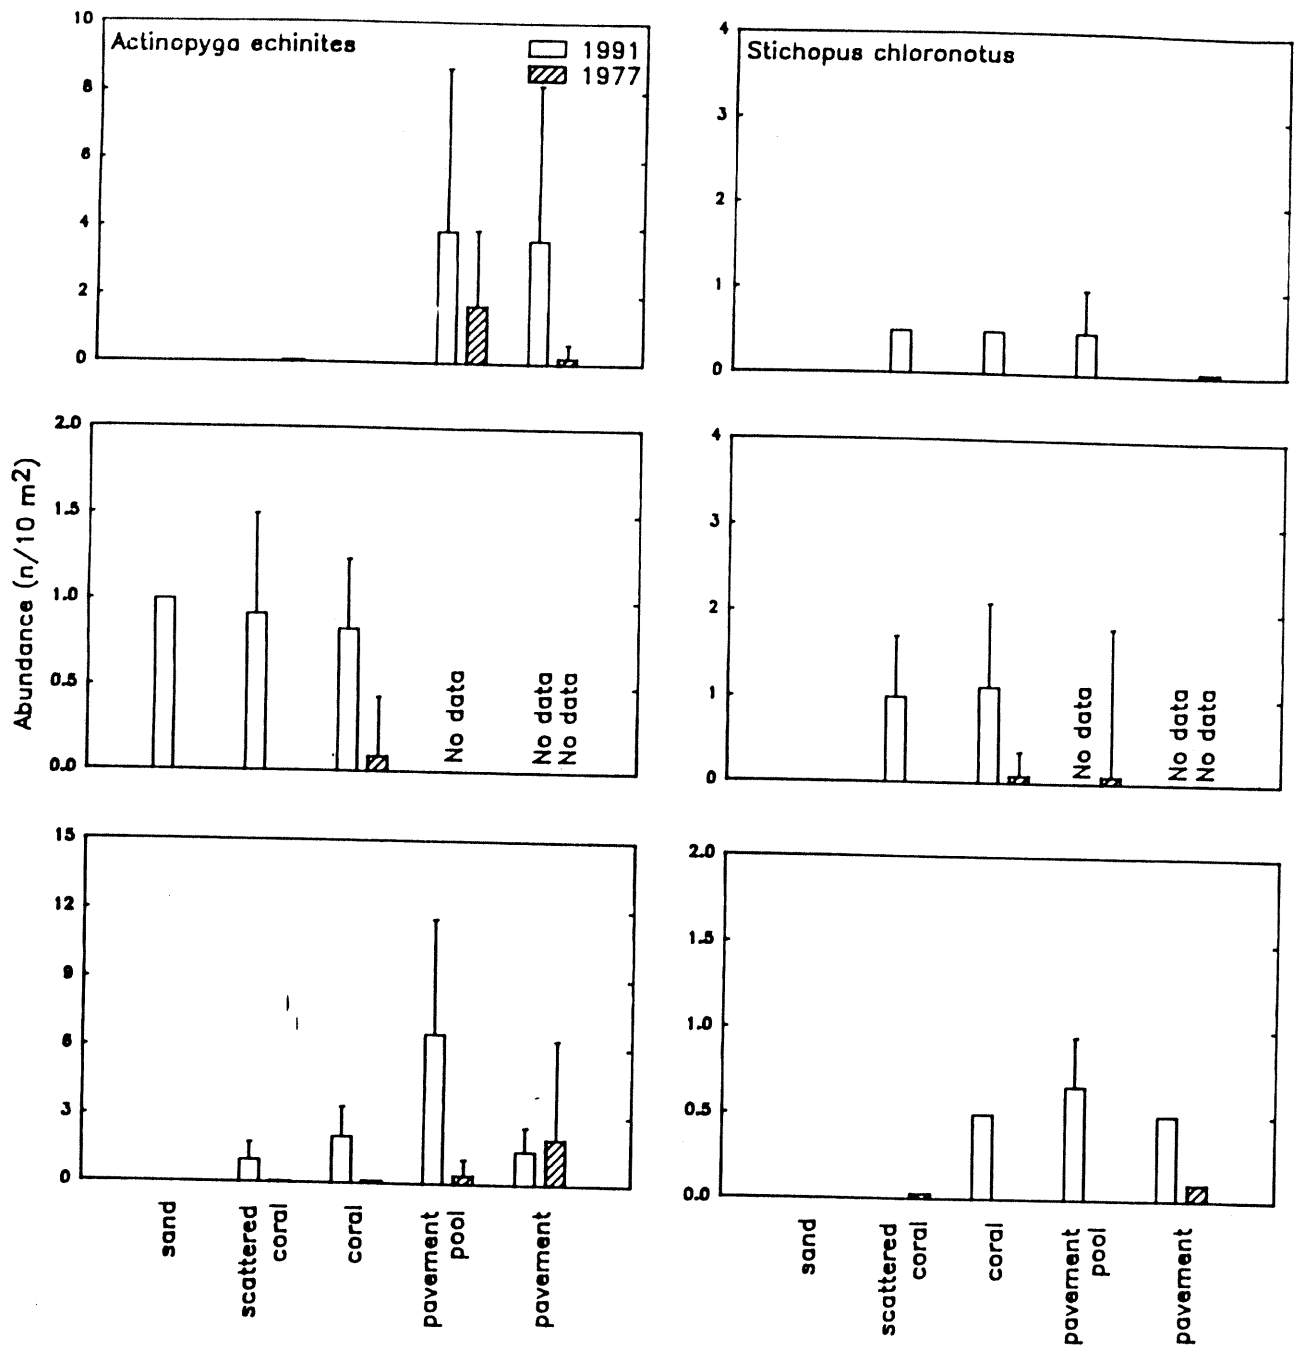 Actinopyga echinites
1991
1977
10
8
6
4
2
0
Stichopus chloronotus
4
3
2
1
0
Abundance (n/10 m2)
2.0
1.5
1.0
0.5
0.0
No data
No data
No data
4
3
2
1
0
No data
No data
No data
15
12
9
6
3
0
sand
scattered
coral
coral
pavement
pool
pavement
2.0
1.5
1.0
0.5
0.0
sand
scattered
coral
coral
pavement
pool
pavement